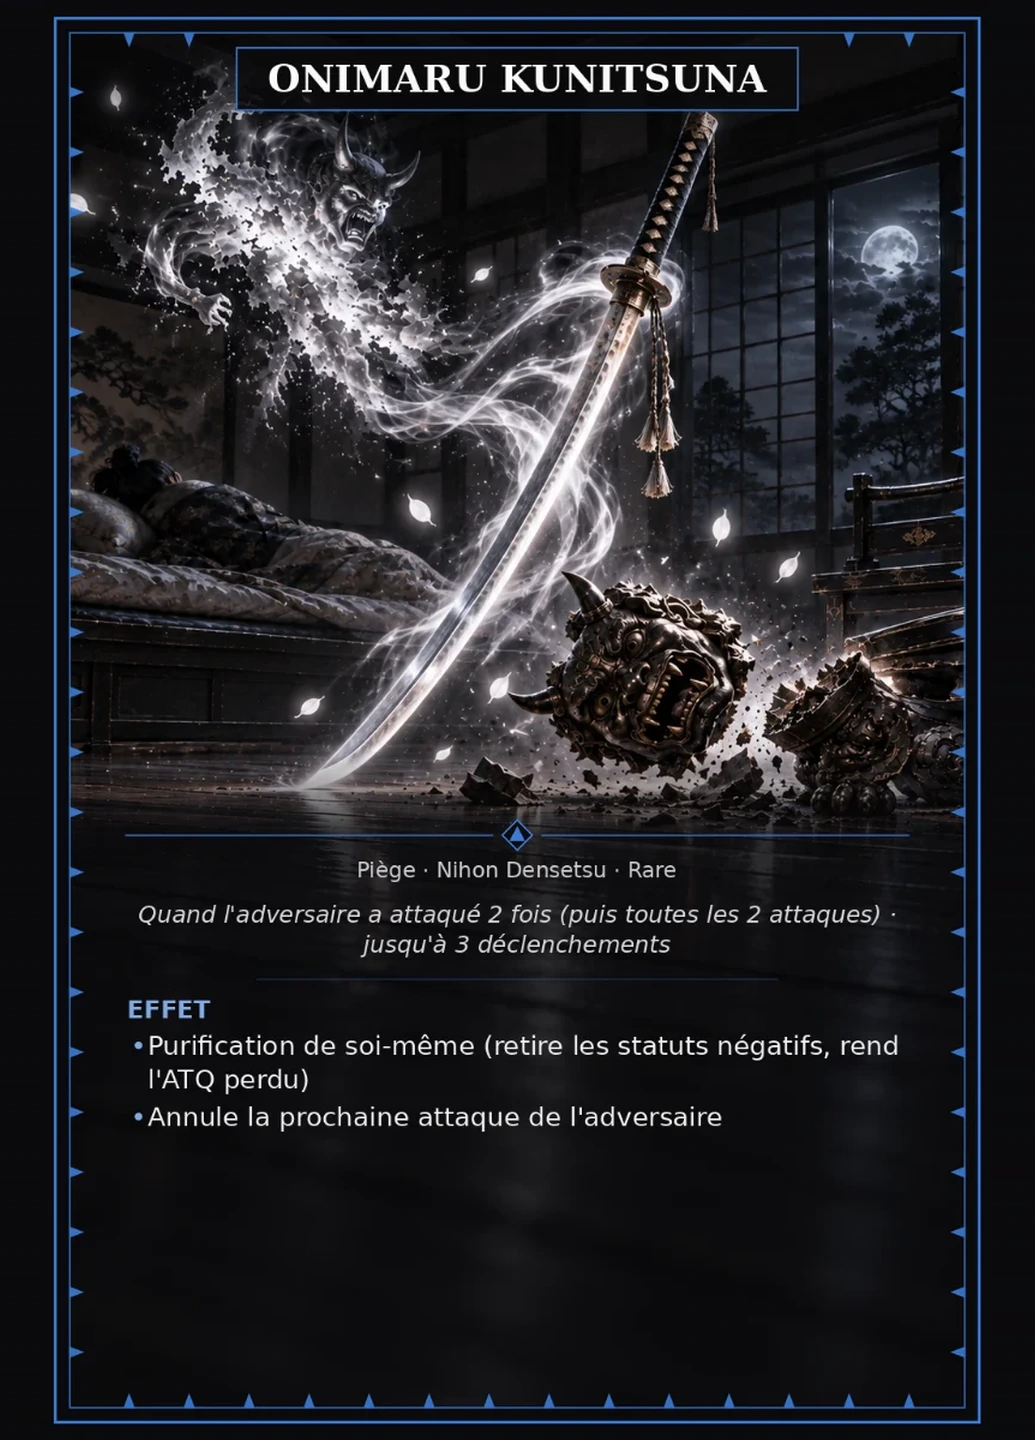 ONIMARU KUNITSUNA
Piège · Nihon Densetsu · Rare
Quand l'adversaire a attaqué 2 fois (puis toutes les 2 attaques) ·
jusqu'à 3 déclenchements
EFFET
•Purification de soi-même (retire les statuts négatifs, rend
l'ATQ perdu)
•Annule la prochaine attaque de l'adversaire